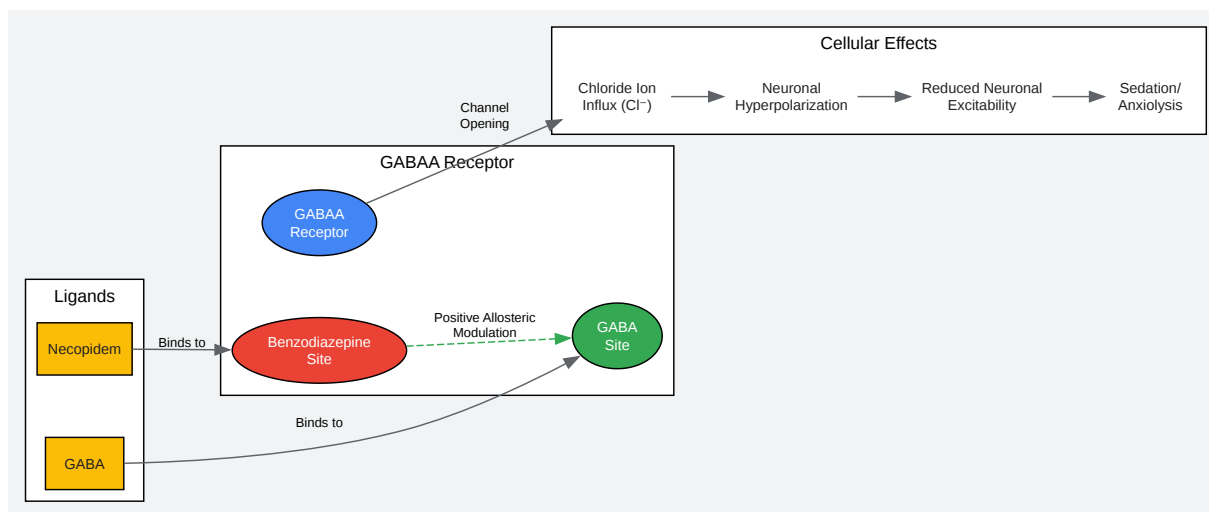 Cellular Effects
Chloride Ion
Influx (Cl⁻)
Neuronal
Hyperpolarization
Reduced Neuronal
Excitability
Sedation/
Anxiolysis
Channel
Opening
GABAA Receptor
GABAA
Receptor
Ligands
Necopidem
Binds to
Benzodiazepine
Site
Positive Allosteric
Modulation
GABA
Site
Binds to
GABA